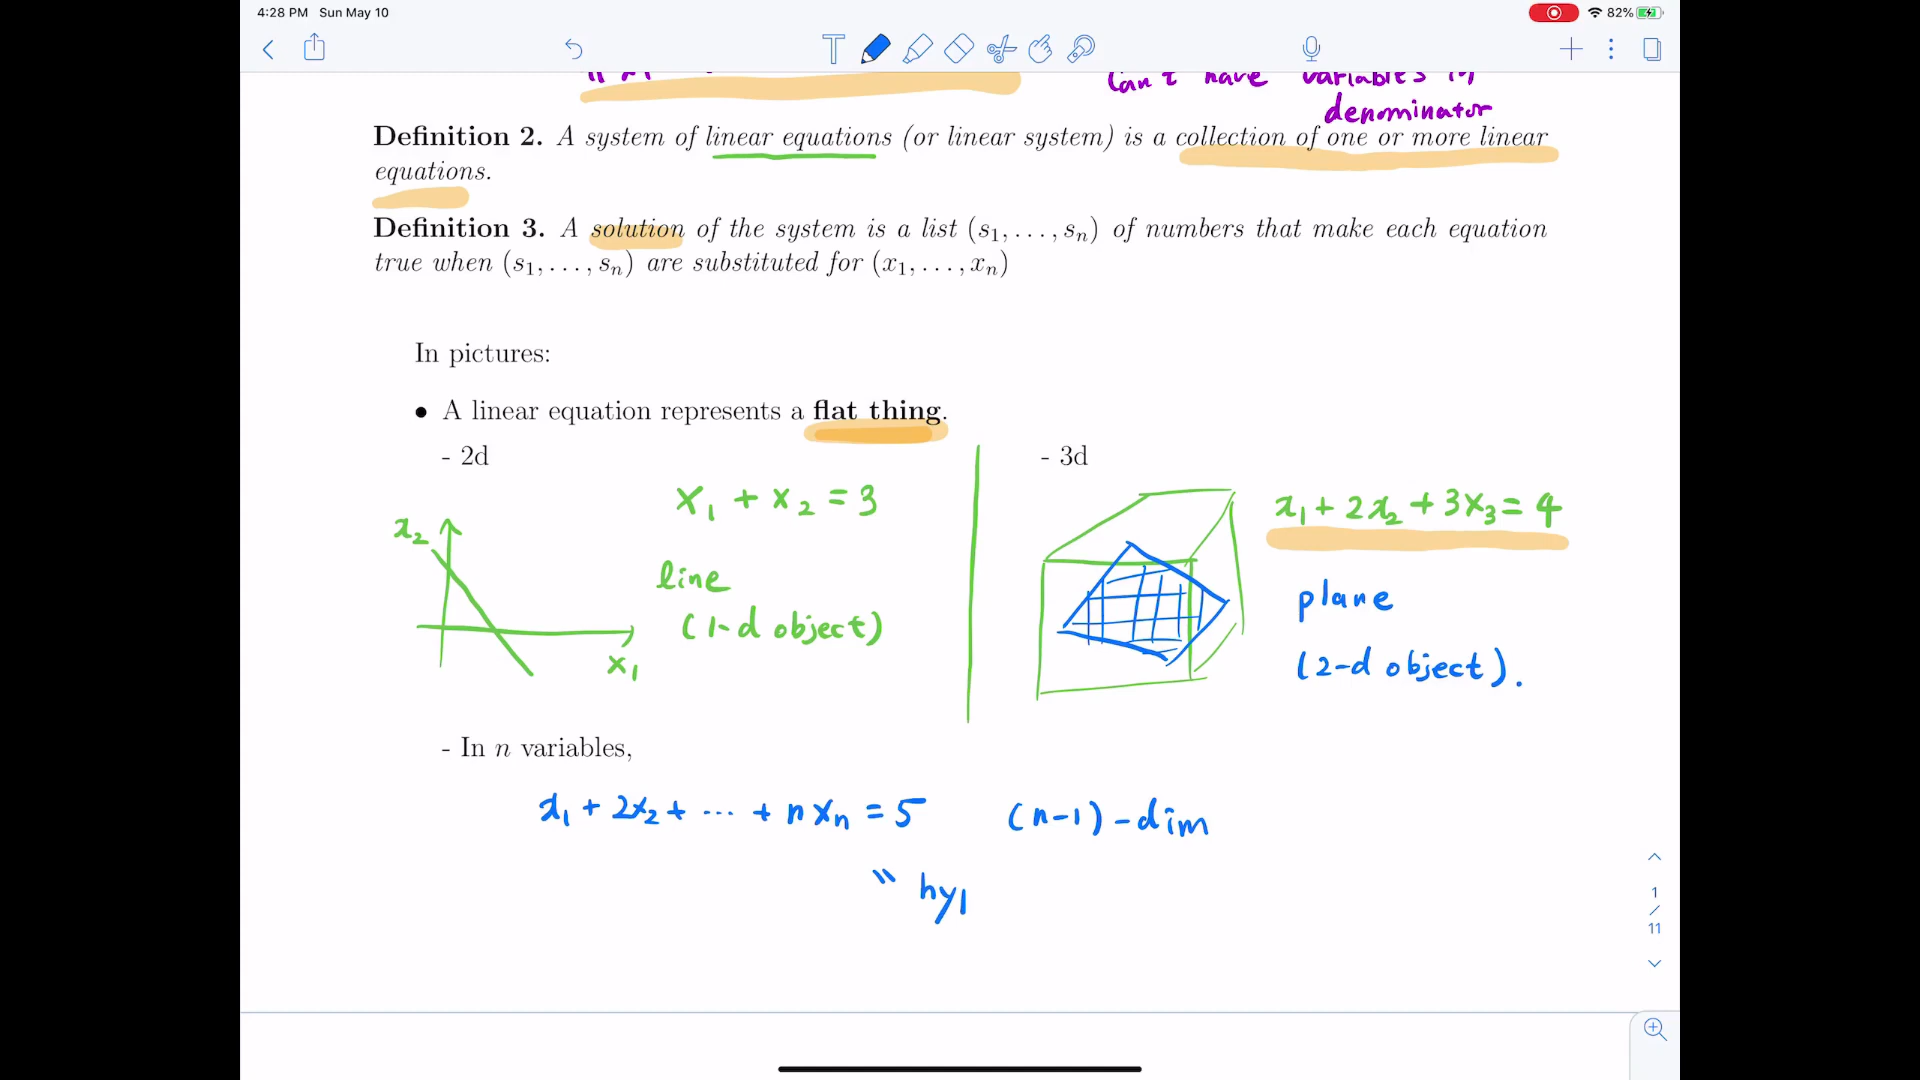 4:28 PM Sun May 10
82%
can't have variables in
denominator
Definition 2. A system of linear equations (or linear system) is a collection of one or more linear
equations.
Definition 3. A solution of the system is a list (s₁, . . . , sₙ) of numbers that make each equation
true when (s₁, . . . , sₙ) are substituted for (x₁, . . . , xₙ)
In pictures:
• A linear equation represents a flat thing.
- 2d
x₁ + x₂ = 3
x₂
line
(1-d object)
x₁
- 3d
x₁ + 2x₂ + 3x₃ = 4
plane
(2-d object).
- In n variables,
x₁ + 2x₂ + ··· + n xₙ = 5 (n-1)-dim
" hyp
1
/
11